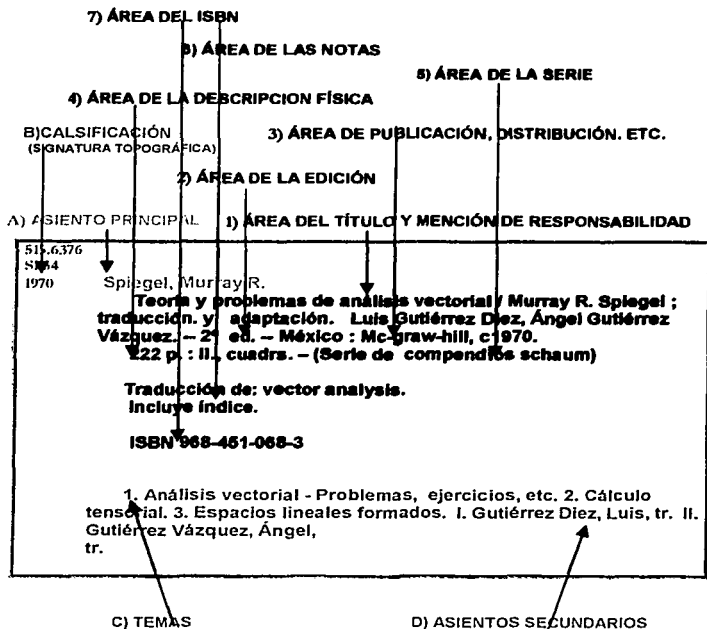 7) ÁREA DEL ISBN
6) ÁREA DE LAS NOTAS
5) ÁREA DE LA SERIE
4) ÁREA DE LA DESCRIPCION FÍSICA
B)CALSIFICACIÓN
3) ÁREA DE PUBLICACIÓN, DISTRIBUCIÓN. ETC.
(SIGNATURA TOPOGRÁFICA)
2) ÁREA DE LA EDICIÓN
A) ASIENTO PRINCIPAL
1) ÁREA DEL TÍTULO Y MENCIÓN DE RESPONSABILIDAD
515.6376
1970
Spiegel, Murray R.
Teoría y problemas de análisis vectorial / Murray R. Spiegel ;
traducción. y adaptación. Luis Gutiérrez Diez, Ángel Gutiérrez
Vázquez. – 2ª ed. – México : Mc-graw-hill, c1970.
222 p. : il., cuadrs. – (Serie de compendios schaum)
Traducción de: vector analysis.
Incluye índice.
ISBN 968-451-068-3
1. Análisis vectorial - Problemas, ejercicios, etc. 2. Cálculo
tensorial. 3. Espacios lineales formados. I. Gutiérrez Diez, Luis, tr. II.
Gutiérrez Vázquez, Ángel,
tr.
C) TEMAS
D) ASIENTOS SECUNDARIOS